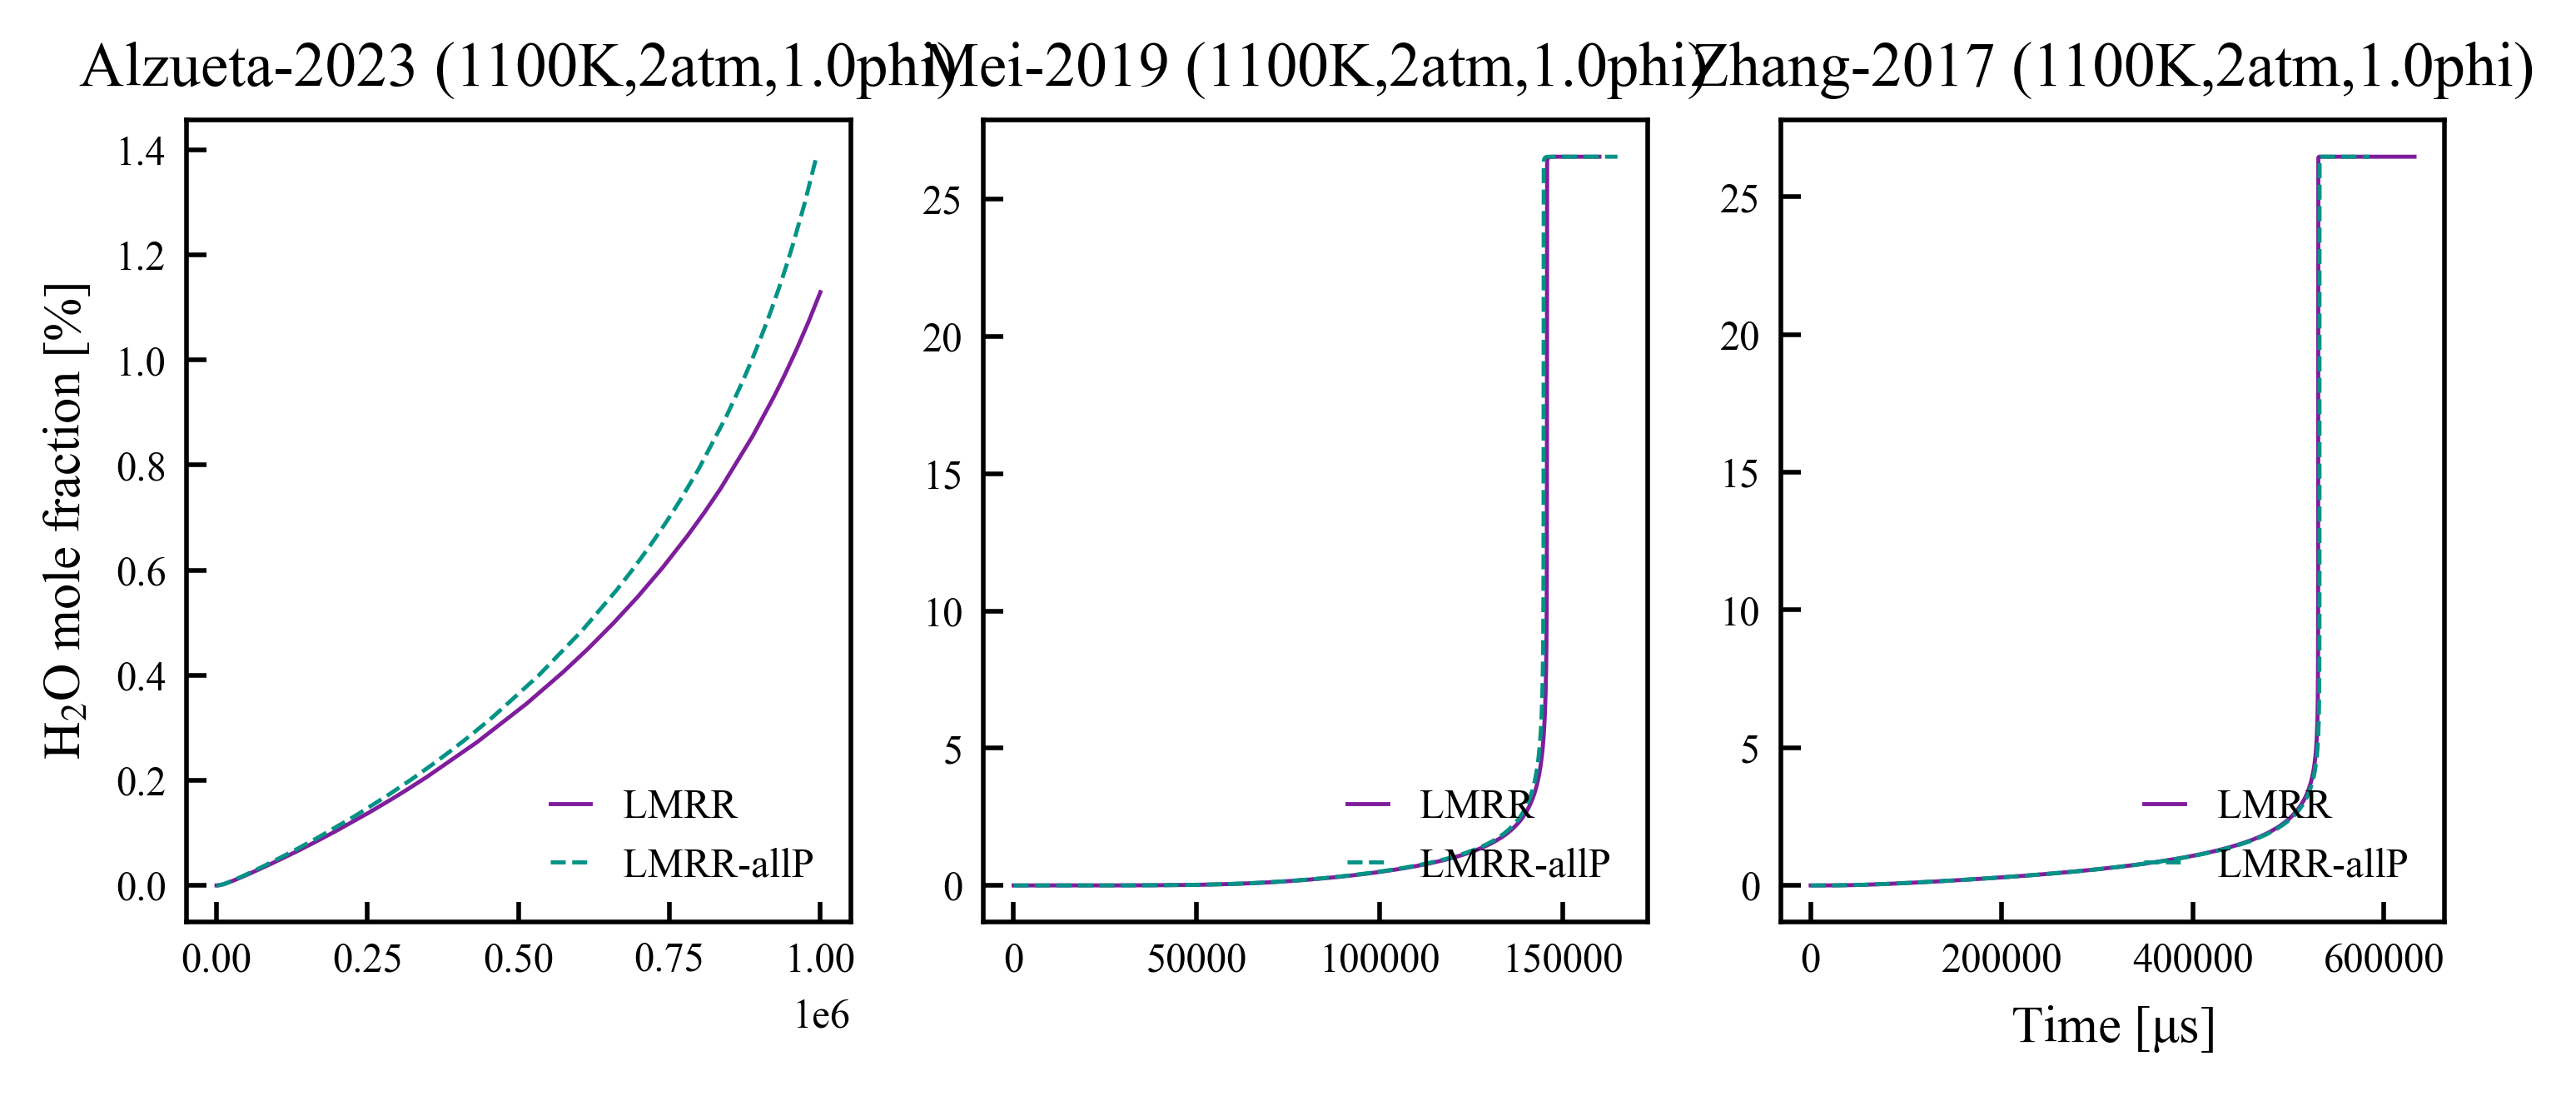 Alzueta-2023 (1100K,2atm,1.0phi)
Mei-2019 (1100K,2atm,1.0phi)
Zhang-2017 (1100K,2atm,1.0phi)
H₂O mole fraction [%]
1.4
1.2
1.0
0.8
0.6
0.4
0.2
0.0
0.00 0.25 0.50 0.75 1.00
1e6
LMRR
LMRR-allP
25
20
15
10
5
0
0 50000 100000 150000
LMRR
LMRR-allP
25
20
15
10
5
0
0 200000 400000 600000
LMRR
LMRR-allP
Time [μs]